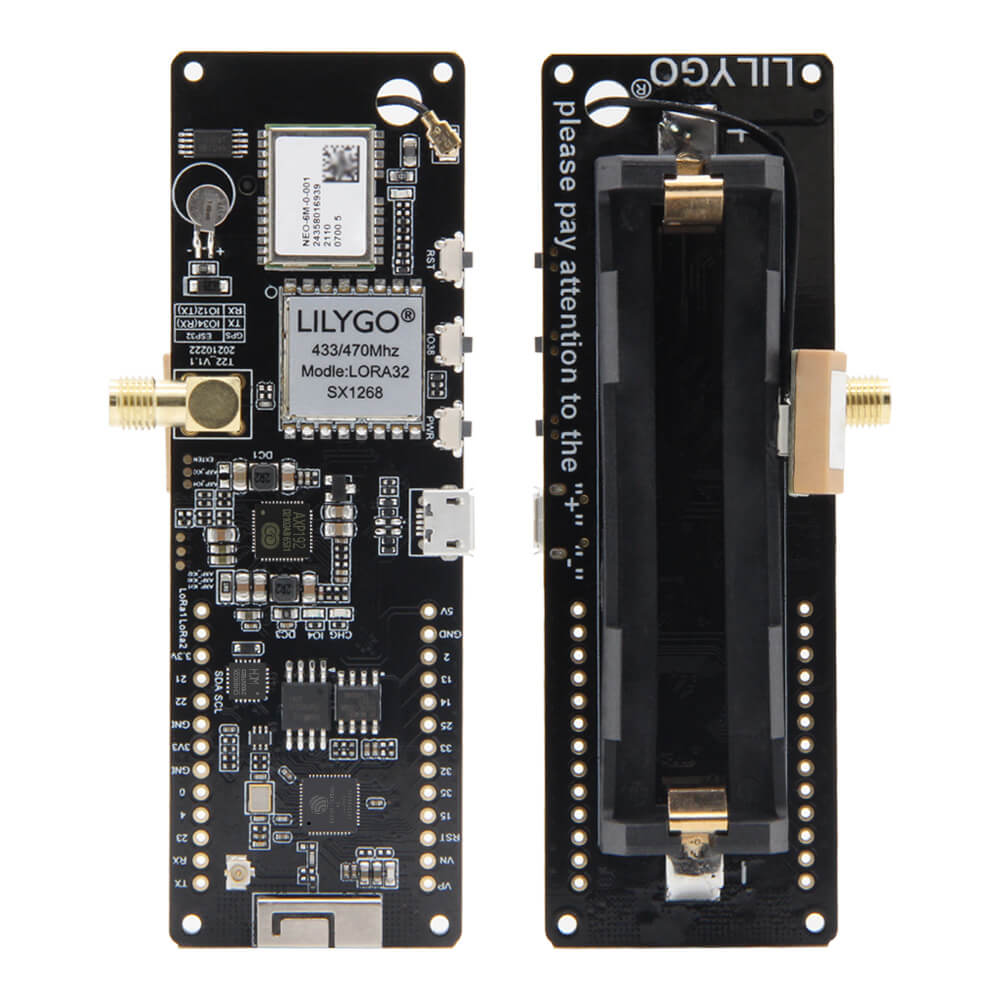 NEO-6M-0-001
24358016939
2110
0700 5
RST
- +
GPS ESP32
TX IO34(RX)
RX IO12(TX)
T22_V1.1
20210222
LILYGO®
433/470Mhz
Modle:LORA32
SX1268
IO38
PWR
DC1
EXTEN
AXP192
DC3
IO4
CHG
LoRa1
LoRa2
3.3V
21
22
SDA SCL
GND
3V3
GND
0
4
23
RX
TX
5V
GND
2
13
14
25
33
32
35
15
RST
VN
VP
LILYGO®
please pay attention to the "+" "-"
+
-